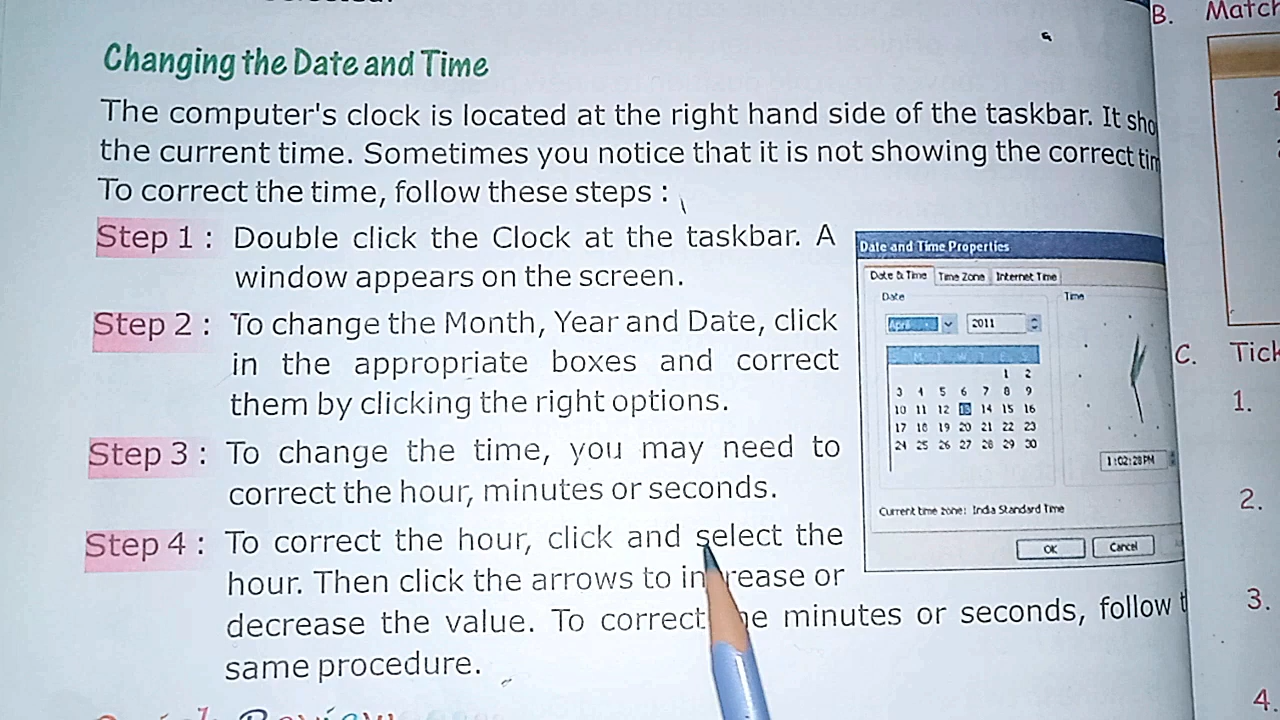 B. Match
Changing the Date and Time
The computer's clock is located at the right hand side of the taskbar. It sho
the current time. Sometimes you notice that it is not showing the correct tim
To correct the time, follow these steps :
Step 1 : Double click the Clock at the taskbar. A
window appears on the screen.
Step 2 : To change the Month, Year and Date, click
in the appropriate boxes and correct
them by clicking the right options.
Step 3 : To change the time, you may need to
correct the hour, minutes or seconds.
Step 4 : To correct the hour, click and select the
hour. Then click the arrows to increase or
decrease the value. To correct the minutes or seconds, follow t
same procedure.
Date and Time Properties
Date & Time Time Zone Internet Time
Date Time
April 2011
S M T W T F S
1 2
3 4 5 6 7 8 9
10 11 12 13 14 15 16
17 18 19 20 21 22 23
24 25 26 27 28 29 30
1:02:28 PM
Current time zone: India Standard Time
OK Cancel
C. Tick
1.
2.
3.
4.